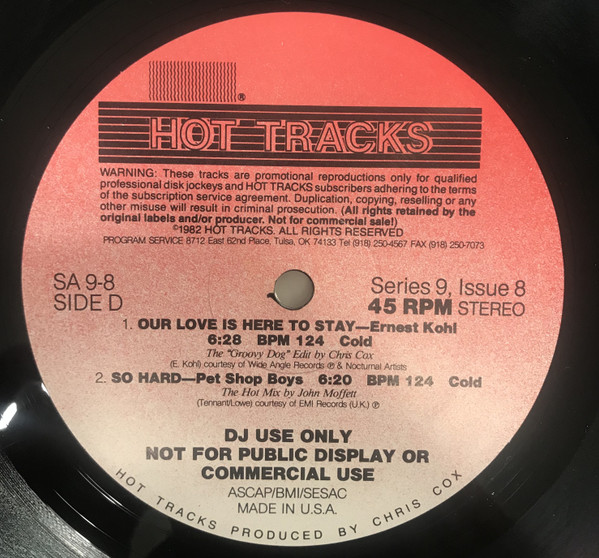 ®
HOT TRACKS
WARNING: These tracks are promotional reproductions only for qualified
professional disk jockeys and HOT TRACKS subscribers adhering to the terms
of the subscription service agreement. Duplication, copying, reselling or any
other misuse will result in criminal prosecution. (All rights retained by the
original labels and/or producer. Not for commercial sale!)
©1982 HOT TRACKS. ALL RIGHTS RESERVED
PROGRAM SERVICE 8712 East 62nd Place, Tulsa, OK 74133 Tel (918) 250-4567 FAX (918) 250-7073
SA 9-8
SIDE D
Series 9, Issue 8
45 RPM STEREO
1. OUR LOVE IS HERE TO STAY—Ernest Kohl
6:28 BPM 124 Cold
The "Groovy Dog" Edit by Chris Cox
(E. Kohl) courtesy of Wide Angle Records ℗ & Nocturnal Artists
2. SO HARD—Pet Shop Boys 6:20 BPM 124 Cold
The Hot Mix by John Moffett
(Tennant/Lowe) courtesy of EMI Records (U.K.) ℗
DJ USE ONLY
NOT FOR PUBLIC DISPLAY OR
COMMERCIAL USE
ASCAP/BMI/SESAC
MADE IN U.S.A.
HOT TRACKS PRODUCED BY CHRIS COX